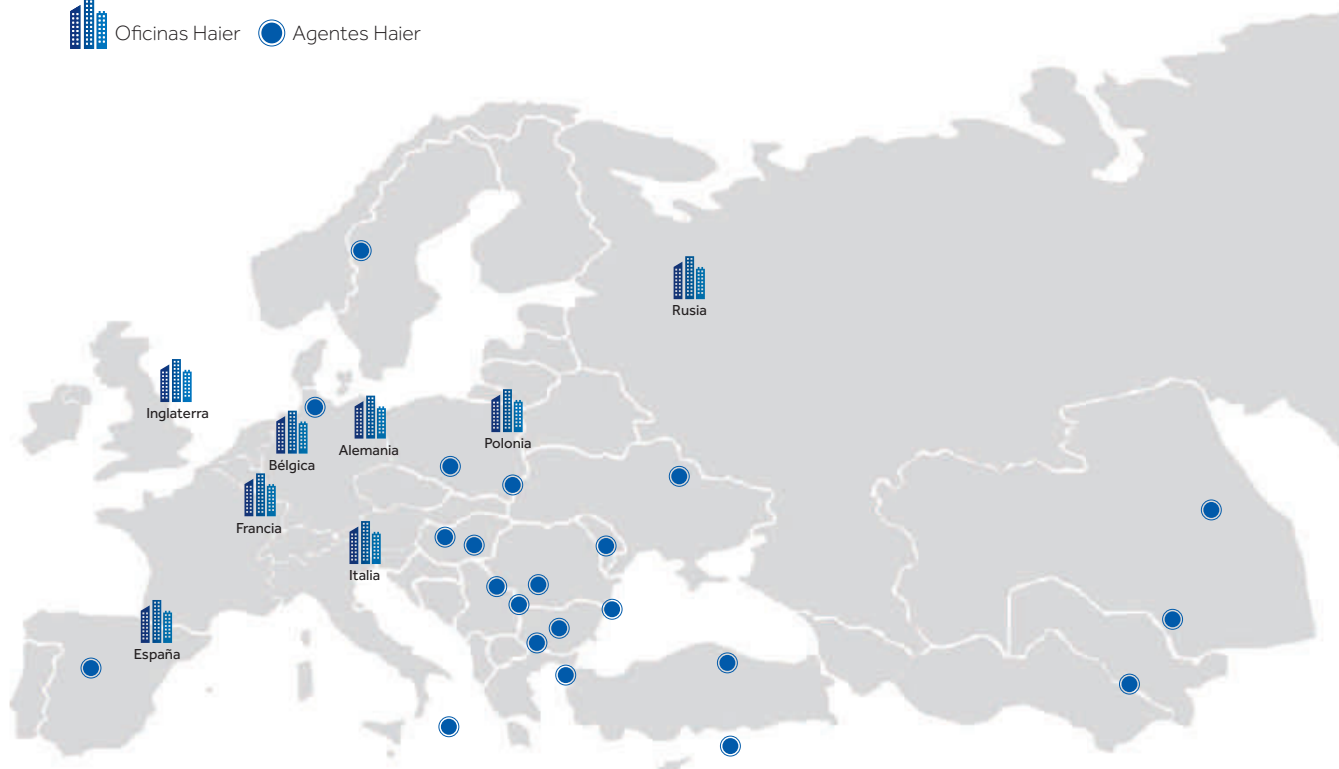 Oficinas Haier Agentes Haier
Rusia
Inglaterra
Polonia
Alemania
Bélgica
Francia
Italia
España